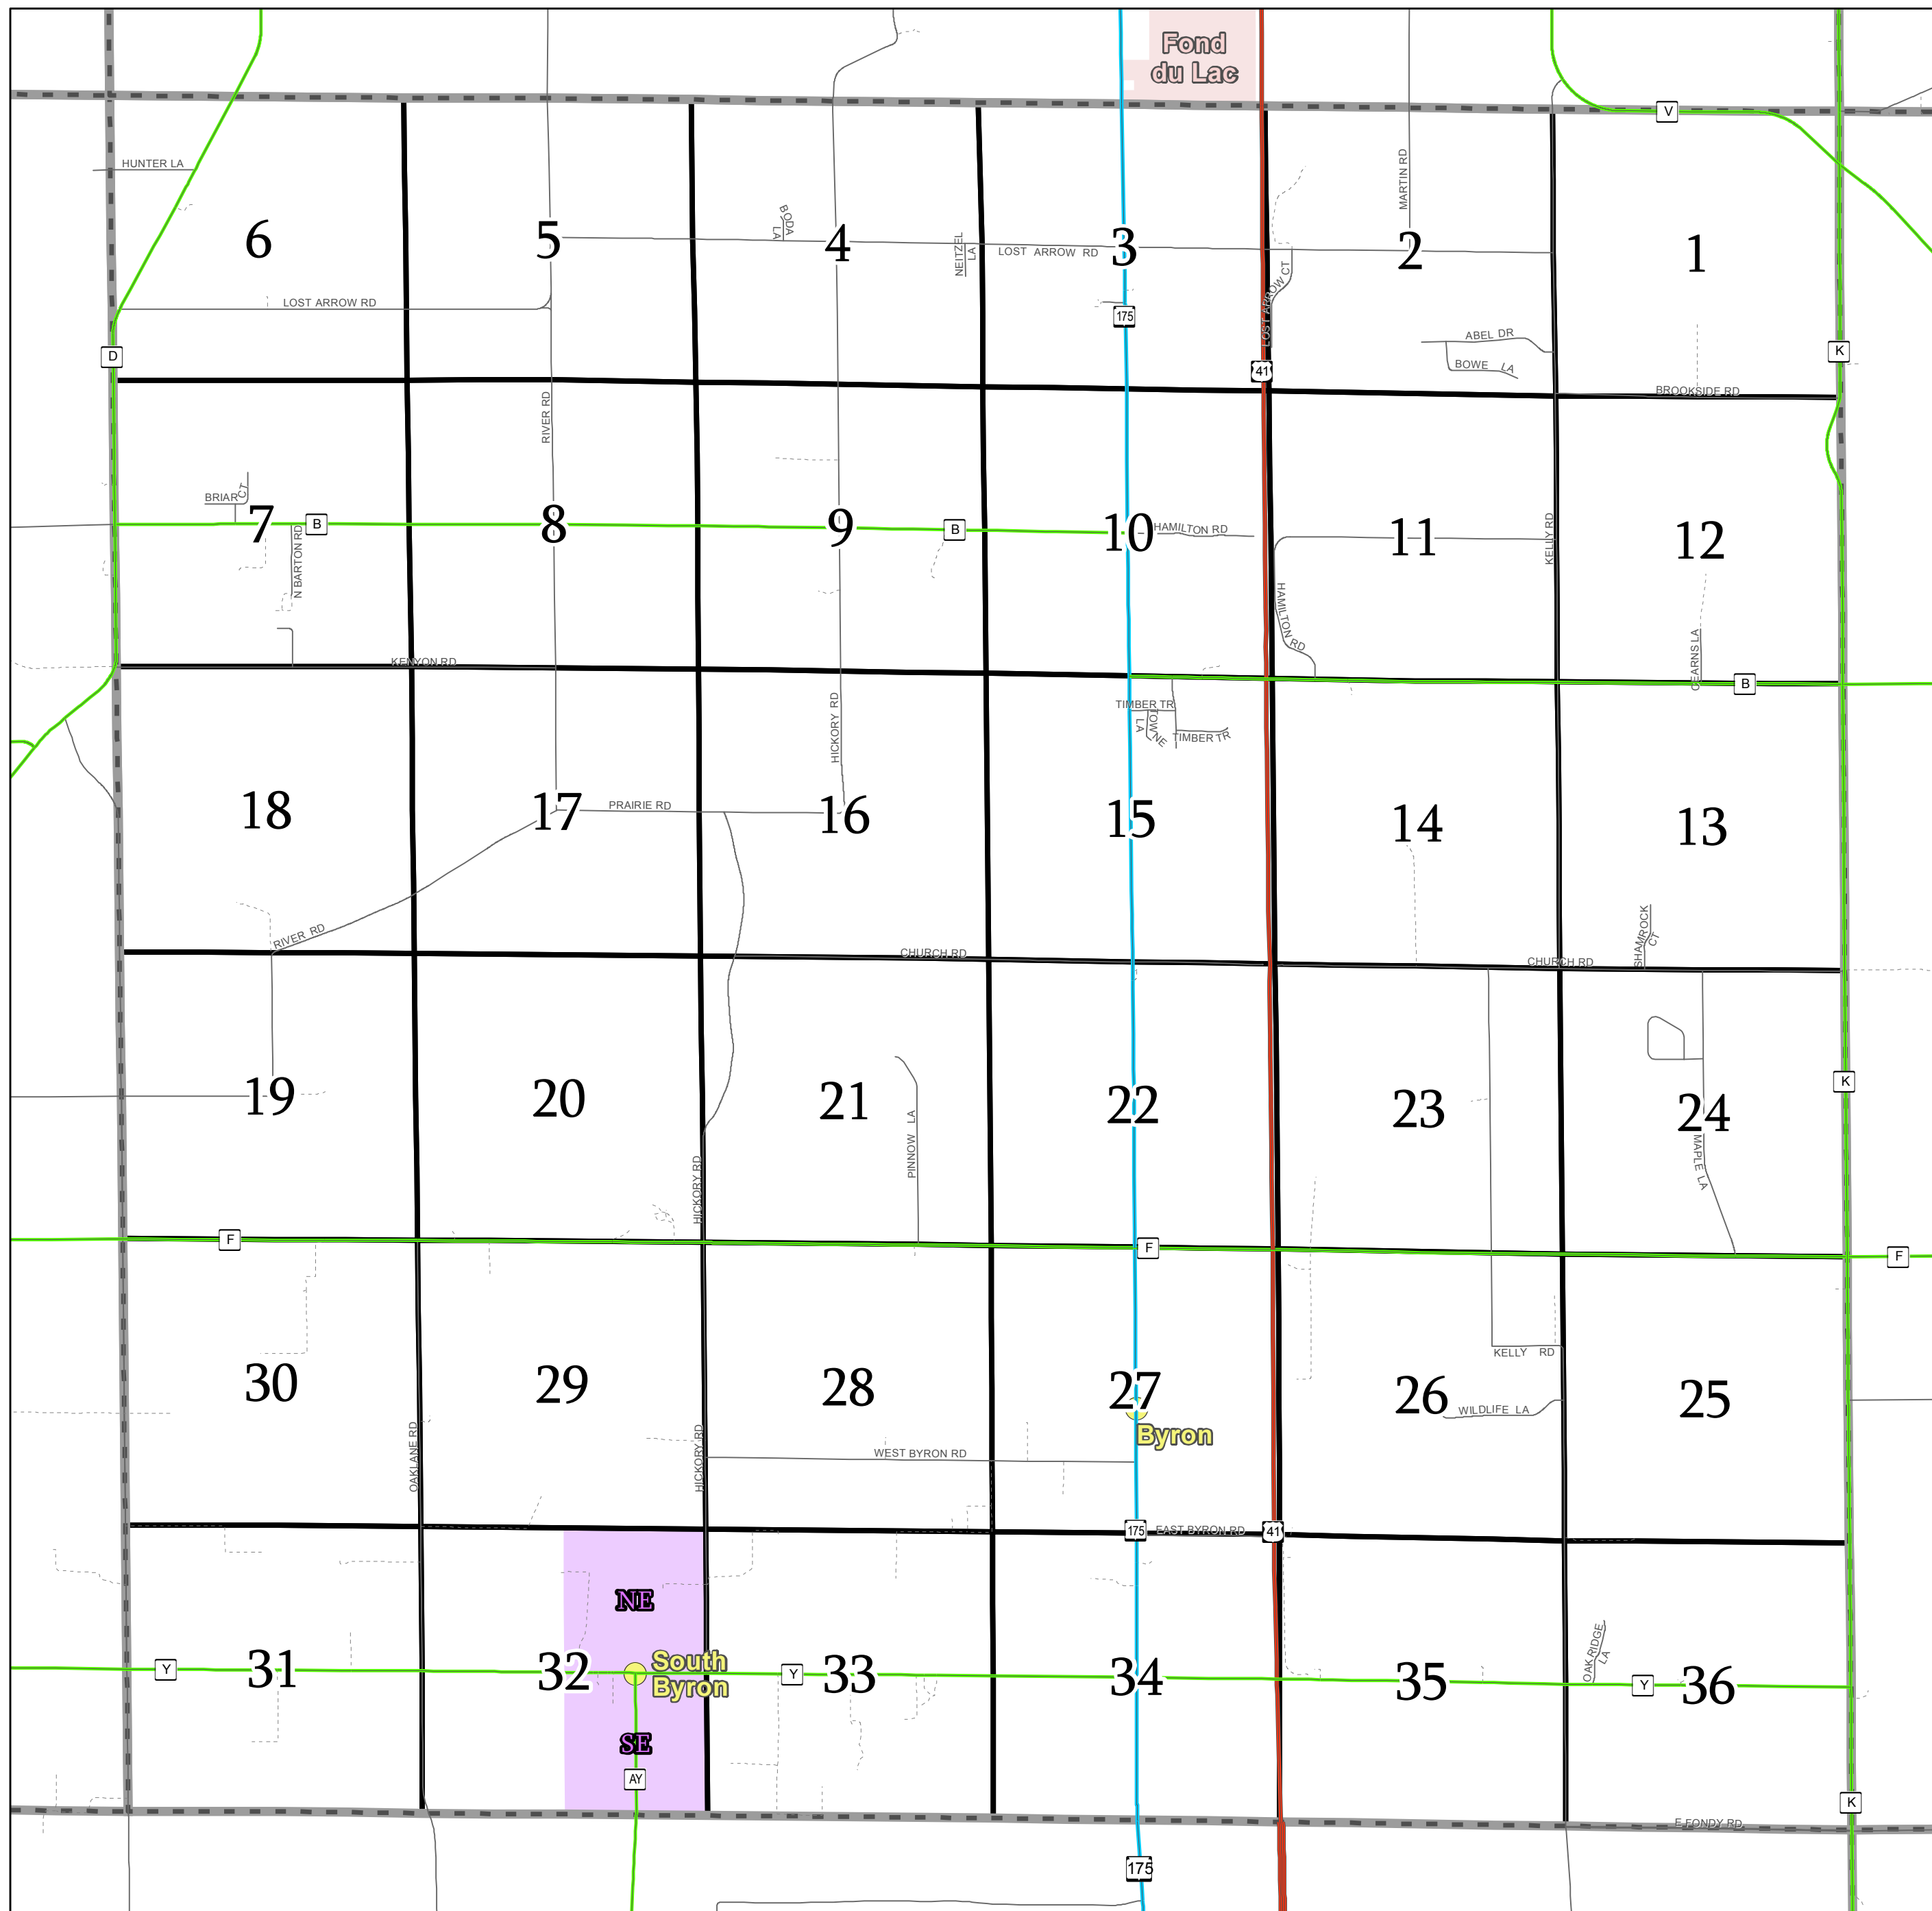 Fond
du Lac
V
HUNTER LA
MARTIN RD
BODA
LA
6
5
4
NEITZEL
LA
LOST ARROW RD
3
2
1
LOST ARROW CT
LOST ARROW RD
175
ABEL DR
BOWE LA
D
K
41
BROOKSIDE RD
RIVER RD
BRIAR CT
7
B
8
9
B
10
HAMILTON RD
11
KELLY RD
12
N BARTON RD
HAMILTON RD
CEARNS LA
KENYON RD
B
HICKORY RD
TIMBER TR
TOWNE
LA
TIMBER TR
18
17
PRAIRIE RD
16
15
14
13
RIVER RD
SHAMROCK
CT
CHURCH RD
CHURCH RD
19
20
21
22
23
24
K
PINNOW LA
MAPLE LA
HICKORY RD
F
F
F
KELLY RD
30
29
28
27
26
25
WILDLIFE LA
Byron
OAKLANE RD
HICKORY RD
WEST BYRON RD
175
EAST BYRON RD
41
NE
OAK RIDGE
LA
Y
31
32
South
Byron
Y
33
34
35
Y
36
SE
AY
K
E FONDY RD
175